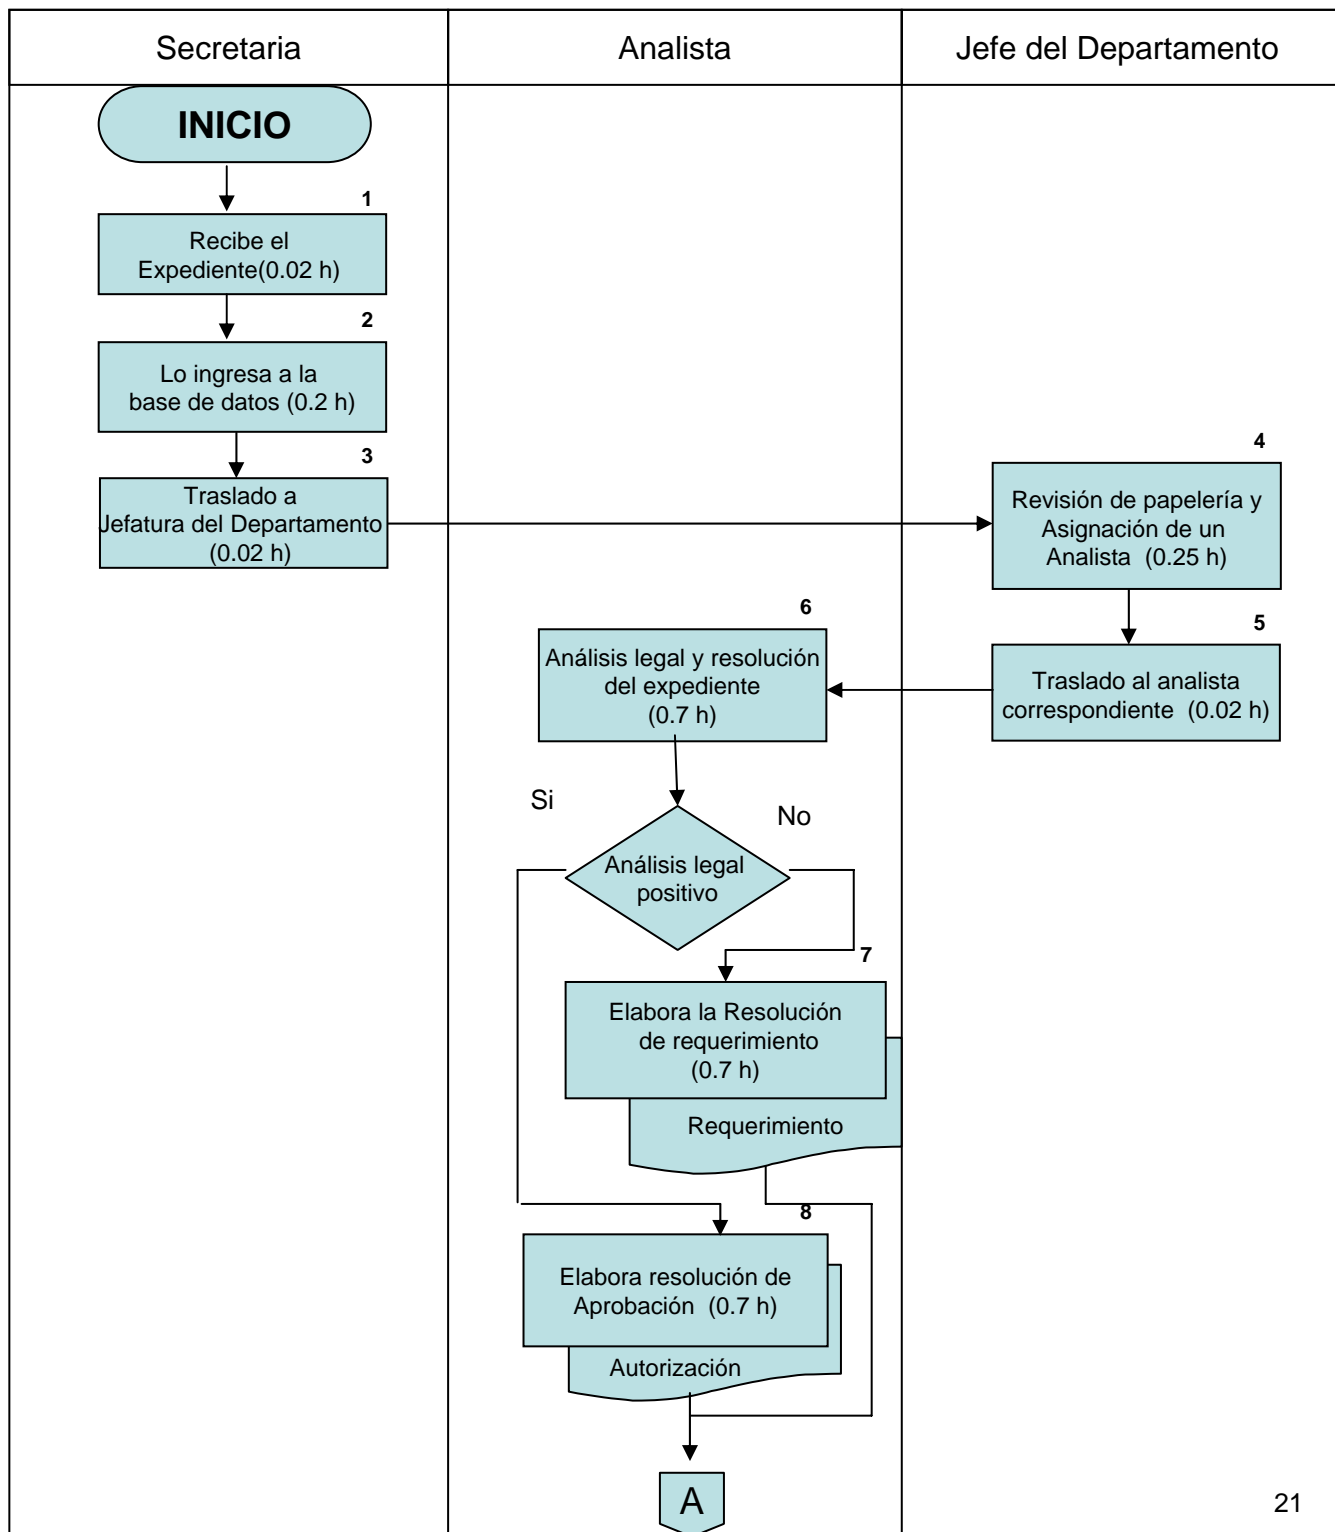 Secretaria
Analista
Jefe del Departamento
INICIO
1
Recibe el
Expediente(0.02 h)
2
Lo ingresa a la
base de datos (0.2 h)
3
Traslado a
Jefatura del Departamento
(0.02 h)
4
Revisión de papelería y
Asignación de un
Analista (0.25 h)
5
Traslado al analista
correspondiente (0.02 h)
6
Análisis legal y resolución
del expediente
(0.7 h)
Si
No
Análisis legal
positivo
7
Elabora la Resolución
de requerimiento
(0.7 h)
Requerimiento
8
Elabora resolución de
Aprobación (0.7 h)
Autorización
A
21